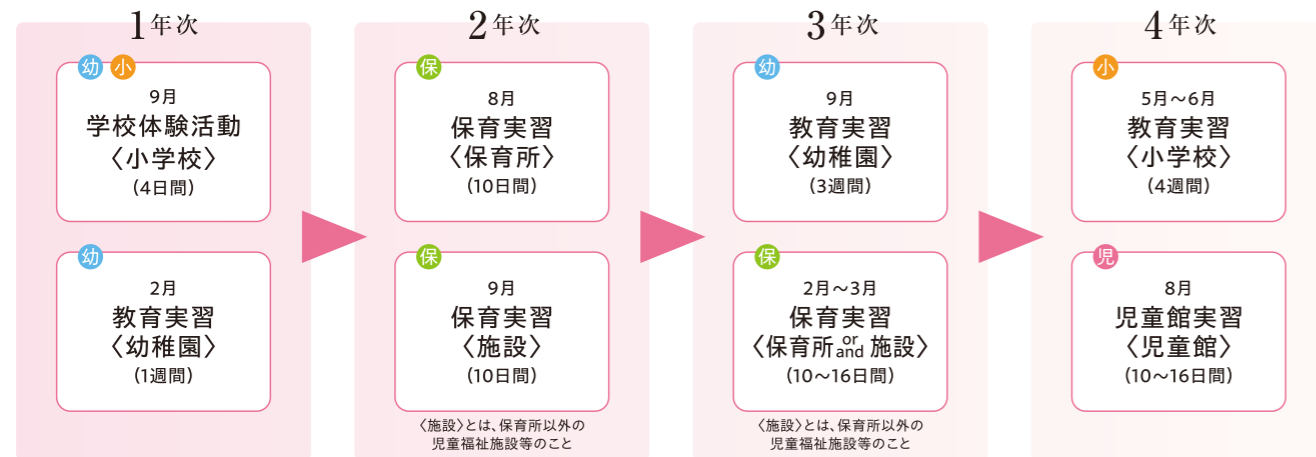 1年次
幼 小
9月
学校体験活動
〈小学校〉
(4日間)
幼
2月
教育実習
〈幼稚園〉
(1週間)
2年次
保
8月
保育実習
〈保育所〉
(10日間)
保
9月
保育実習
〈施設〉
(10日間)
〈施設〉とは、保育所以外の
児童福祉施設等のこと
3年次
幼
9月
教育実習
〈幼稚園〉
(3週間)
保
2月〜3月
保育実習
〈保育所 or and 施設〉
(10〜16日間)
〈施設〉とは、保育所以外の
児童福祉施設等のこと
4年次
小
5月〜6月
教育実習
〈小学校〉
(4週間)
児
8月
児童館実習
〈児童館〉
(10〜16日間)